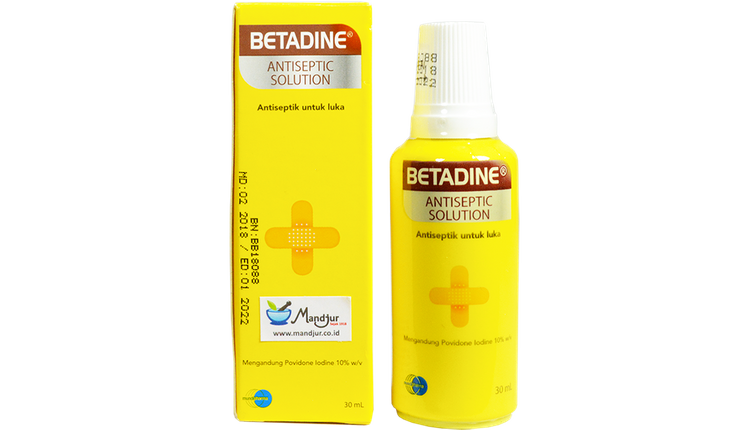 BETADINE®
ANTISEPTIC
SOLUTION
Antiseptik untuk luka
BN:BB18088
MD:02 2018 / ED:01 2022
Mandjur
www.mandjur.co.id
Mengandung Povidone Iodine 10% w/v
30 mL
BETADINE®
ANTISEPTIC
SOLUTION
Antiseptik untuk luka
Mengandung Povidone Iodine 10% w/v
30 mL